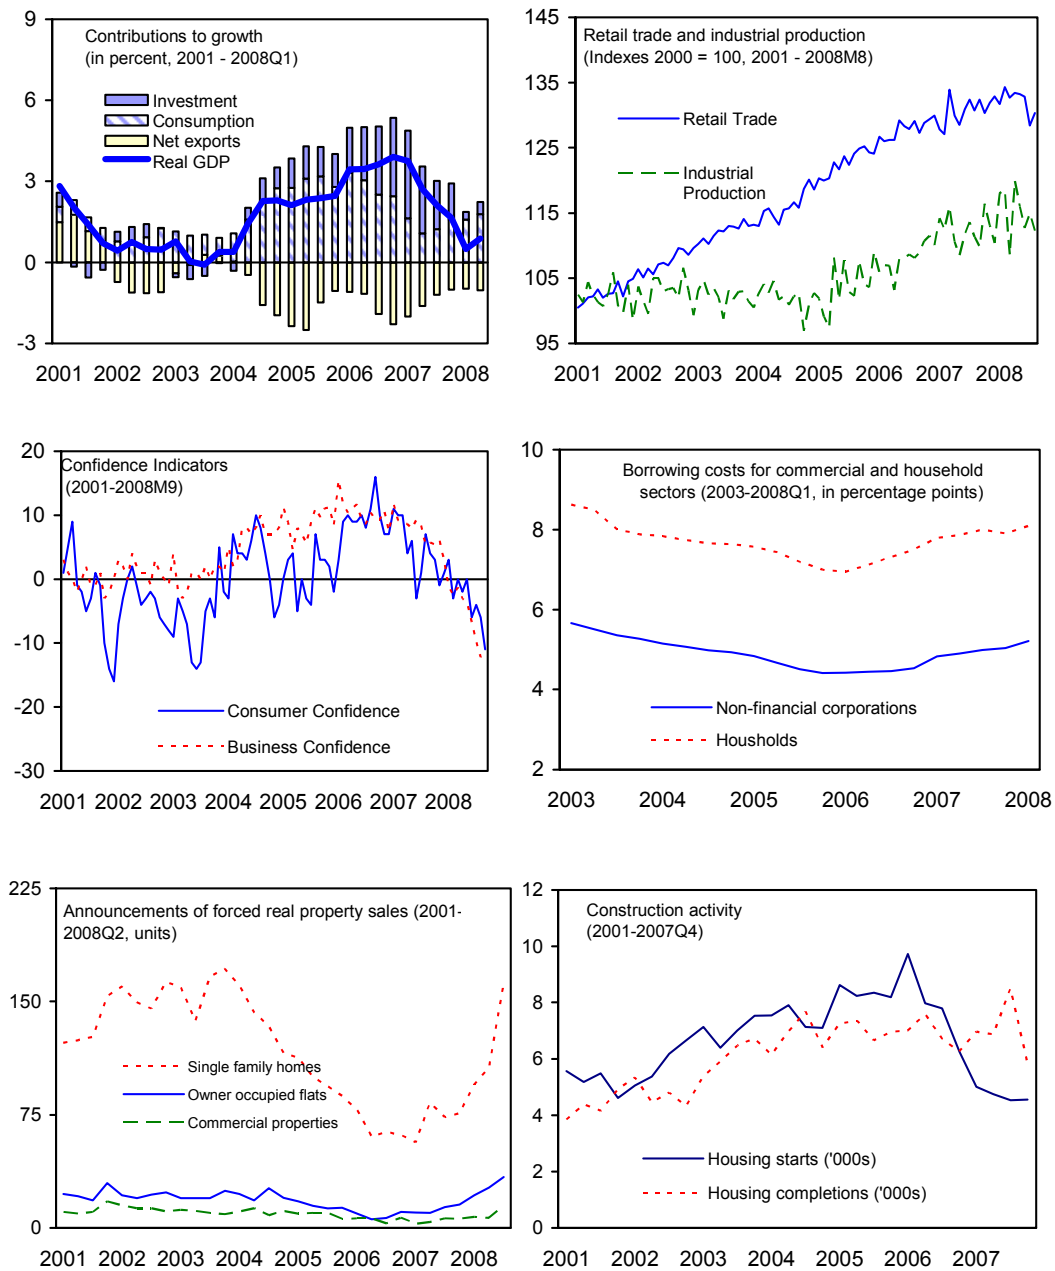 9
Contributions to growth
(in percent, 2001 - 2008Q1)
6
Investment
Consumption
Net exports
Real GDP
3
0
-3
2001 2002 2003 2004 2005 2006 2007 2008
145
Retail trade and industrial production
(Indexes 2000 = 100, 2001 - 2008M8)
135
Retail Trade
125
Industrial
Production
115
105
95
2001 2002 2003 2004 2005 2006 2007 2008
20
Confidence Indicators
(2001-2008M9)
10
0
-10
-20
Consumer Confidence
Business Confidence
-30
2001 2002 2003 2004 2005 2006 2007 2008
10
Borrowing costs for commercial and household
sectors (2003-2008Q1, in percentage points)
8
6
4
Non-financial corporations
Housholds
2
2003 2004 2005 2006 2007 2008
225
Announcements of forced real property sales (2001-
2008Q2, units)
150
Single family homes
Owner occupied flats
75
Commercial properties
0
2001 2002 2003 2004 2005 2006 2007 2008
12
Construction activity
(2001-2007Q4)
10
8
6
4
Housing starts ('000s)
2
Housing completions ('000s)
0
2001 2002 2003 2004 2005 2006 2007